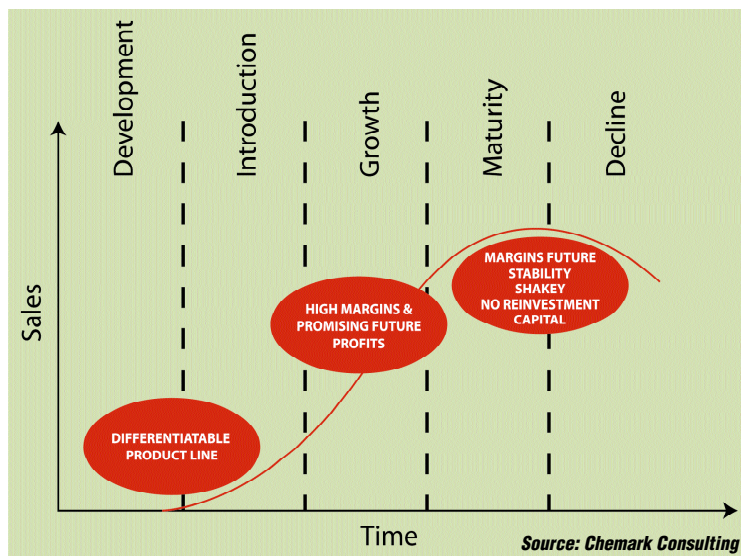 Development
Introduction
Growth
Maturity
Decline
Sales
MARGINS FUTURE
STABILITY
SHAKEY
NO REINVESTMENT
CAPITAL
HIGH MARGINS &
PROMISING FUTURE
PROFITS
DIFFERENTIATABLE
PRODUCT LINE
Time
Source: Chemark Consulting